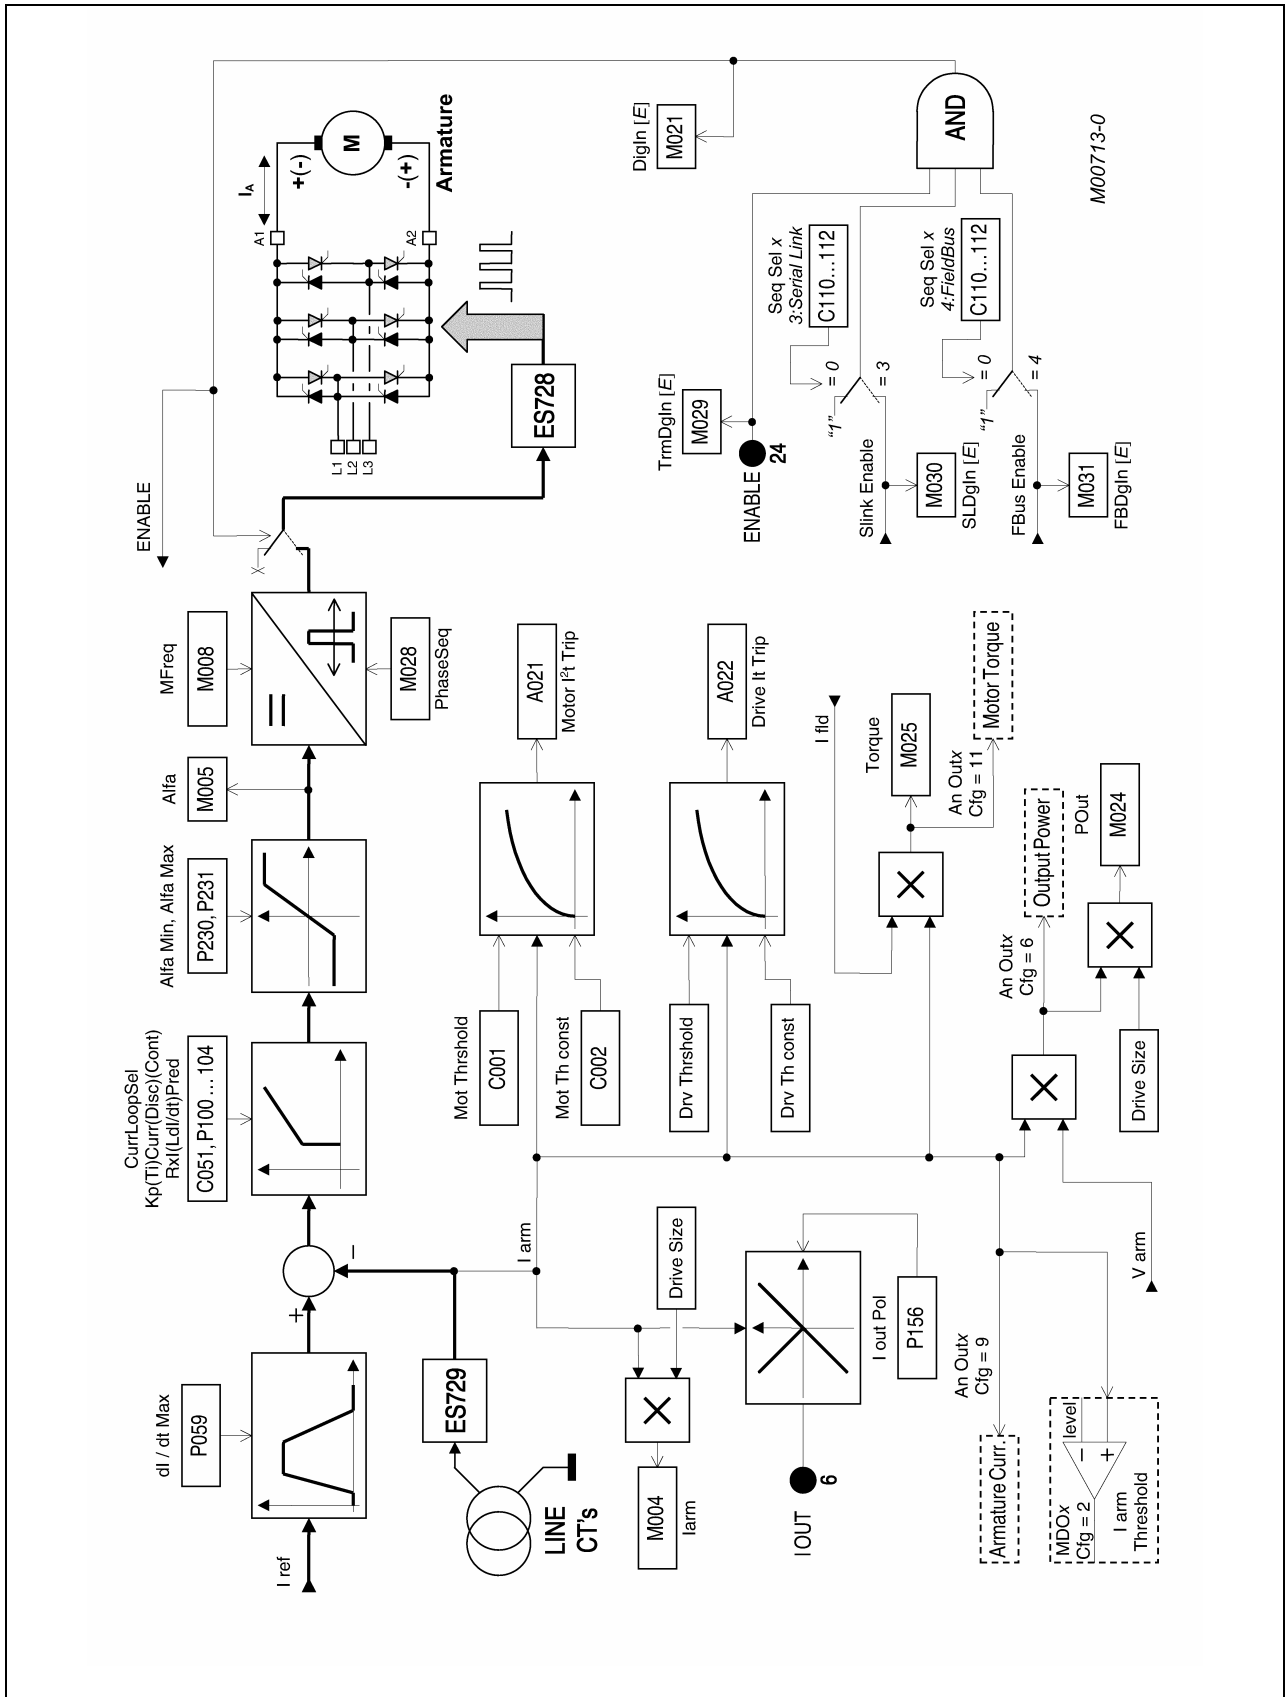 I ref
dI / dt Max
P059
+
−
CurrLoopSel
Kp(Ti)Curr(Disc)(Cont)
RxI(LdI/dt)Pred
C051, P100 ... 104
Alfa Min, Alfa Max
P230, P231
Alfa
M005
MFreq
M008
M028
PhaseSeq
ENABLE
L1
L2
L3
A1
A2
IA
+(-)
-(+)
M
Armature
ES728
LINE
CT's
ES729
I arm
Mot Thrshold
C001
Mot Th const
C002
A021
Motor I²t Trip
Drv Thrshold
Drv Th const
A022
Drive It Trip
M004
Iarm
Drive Size
I OUT
6
I out Pol
P156
I fld
Torque
M025
An Outx
Cfg = 11
Motor Torque
An Outx
Cfg = 6
Output Power
POut
M024
Drive Size
V arm
An Outx
Cfg = 9
Armature Curr.
MDOx
Cfg = 2
level
−
+
I arm
Threshold
DigIn [E]
M021
TrmDgIn [E]
M029
ENABLE
24
Seq Sel x
3:Serial Link
C110...112
"1"
= 0
= 3
Slink Enable
M030
SLDgIn [E]
Seq Sel x
4:FieldBus
C110...112
"1"
= 0
= 4
FBus Enable
M031
FBDgIn [E]
AND
M00713-0